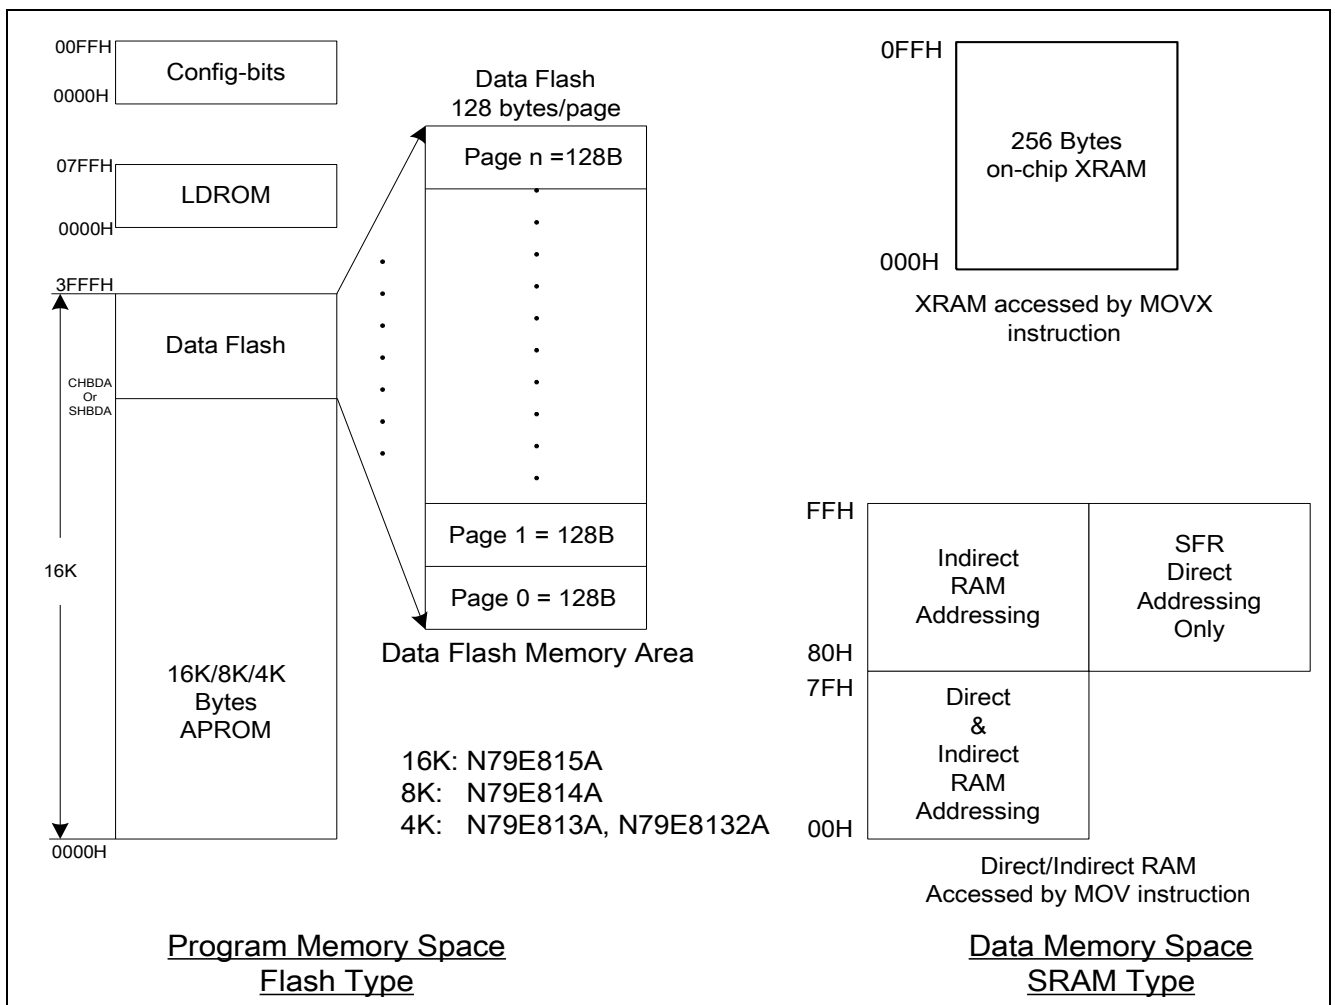 00FFH
Config-bits
0000H
07FFH
LDROM
0000H
3FFFH
Data Flash
CHBDA
Or
SHBDA
16K
16K/8K/4K
Bytes
APROM
0000H
Data Flash
128 bytes/page
Page n =128B
Page 1 = 128B
Page 0 = 128B
Data Flash Memory Area
16K: N79E815A
8K: N79E814A
4K: N79E813A, N79E8132A
Program Memory Space
Flash Type
0FFH
256 Bytes
on-chip XRAM
000H
XRAM accessed by MOVX
instruction
FFH
Indirect
RAM
Addressing
SFR
Direct
Addressing
Only
80H
7FH
Direct
&
Indirect
RAM
Addressing
00H
Direct/Indirect RAM
Accessed by MOV instruction
Data Memory Space
SRAM Type